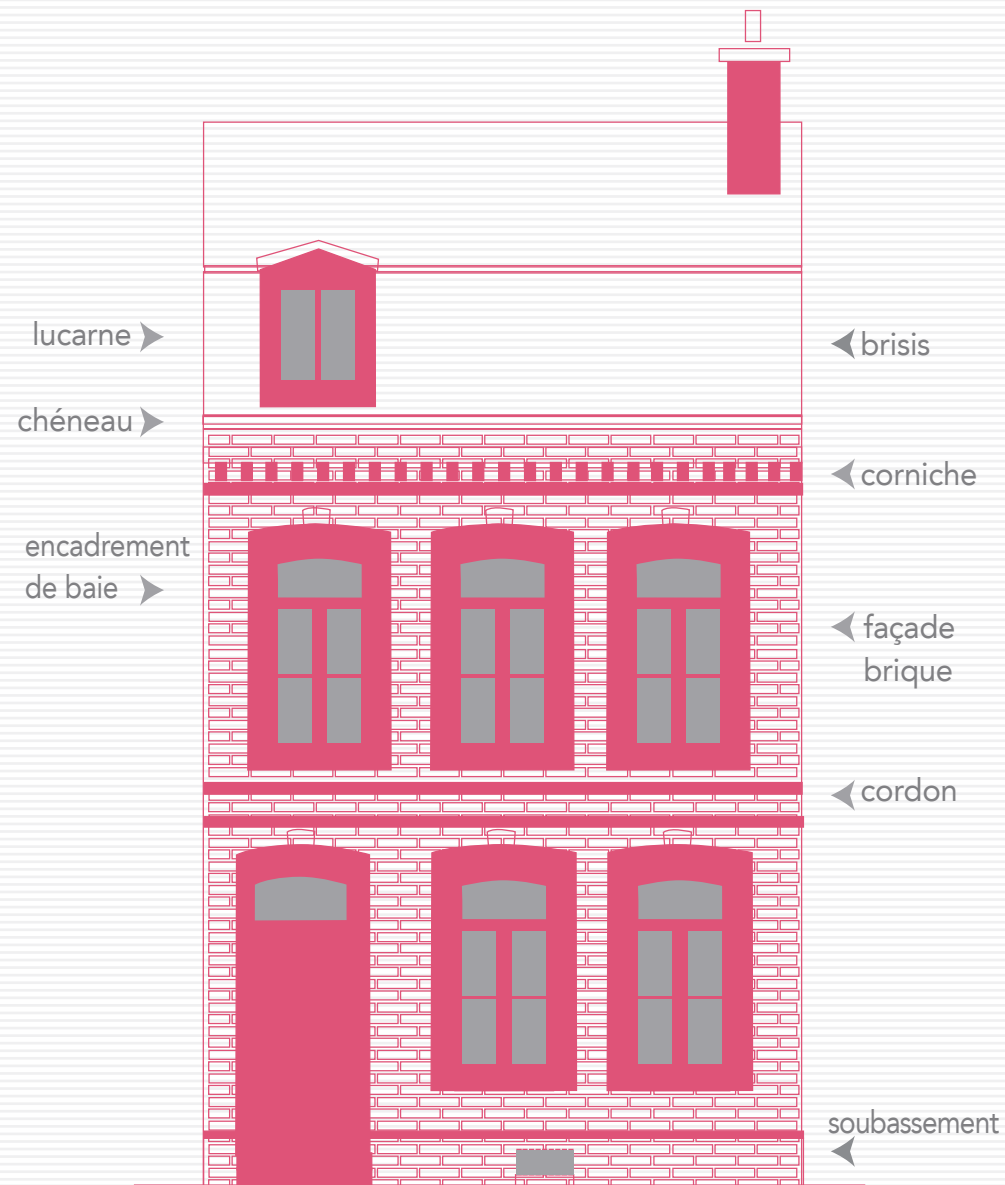 lucarne
brisis
chéneau
corniche
encadrement
de baie
façade
brique
cordon
soubassement